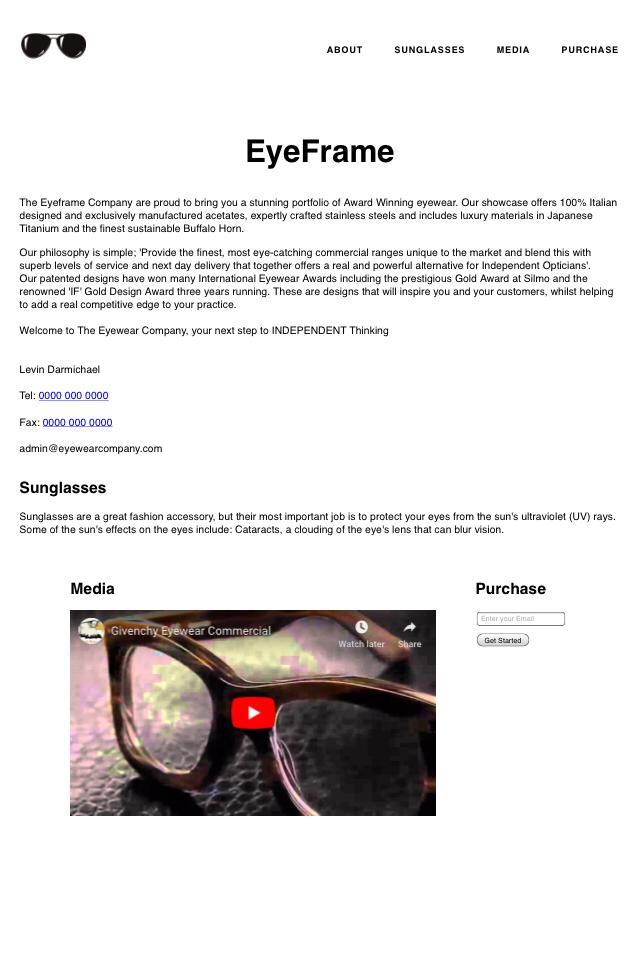 ABOUT SUNGLASSES MEDIA PURCHASE
EyeFrame
The Eyeframe Company are proud to bring you a stunning portfolio of Award Winning eyewear. Our showcase offers 100% Italian
designed and exclusively manufactured acetates, expertly crafted stainless steels and includes luxury materials in Japanese
Titanium and the finest sustainable Buffalo Horn.
Our philosophy is simple; 'Provide the finest, most eye-catching commercial ranges unique to the market and blend this with
superb levels of service and next day delivery that together offers a real and powerful alternative for Independent Opticians'.
Our patented designs have won many International Eyewear Awards including the prestigious Gold Award at Silmo and the
renowned 'IF' Gold Design Award three years running. These are designs that will inspire you and your customers, whilst helping
to add a real competitive edge to your practice.
Welcome to The Eyewear Company, your next step to INDEPENDENT Thinking
Levin Darmichael
Tel: 0000 000 0000
Fax: 0000 000 0000
admin@eyewearcompany.com
Sunglasses
Sunglasses are a great fashion accessory, but their most important job is to protect your eyes from the sun's ultraviolet (UV) rays.
Some of the sun's effects on the eyes include: Cataracts, a clouding of the eye's lens that can blur vision.
Media
Givenchy Eyewear Commercial
Watch later Share
Purchase
Enter your Email
Get Started